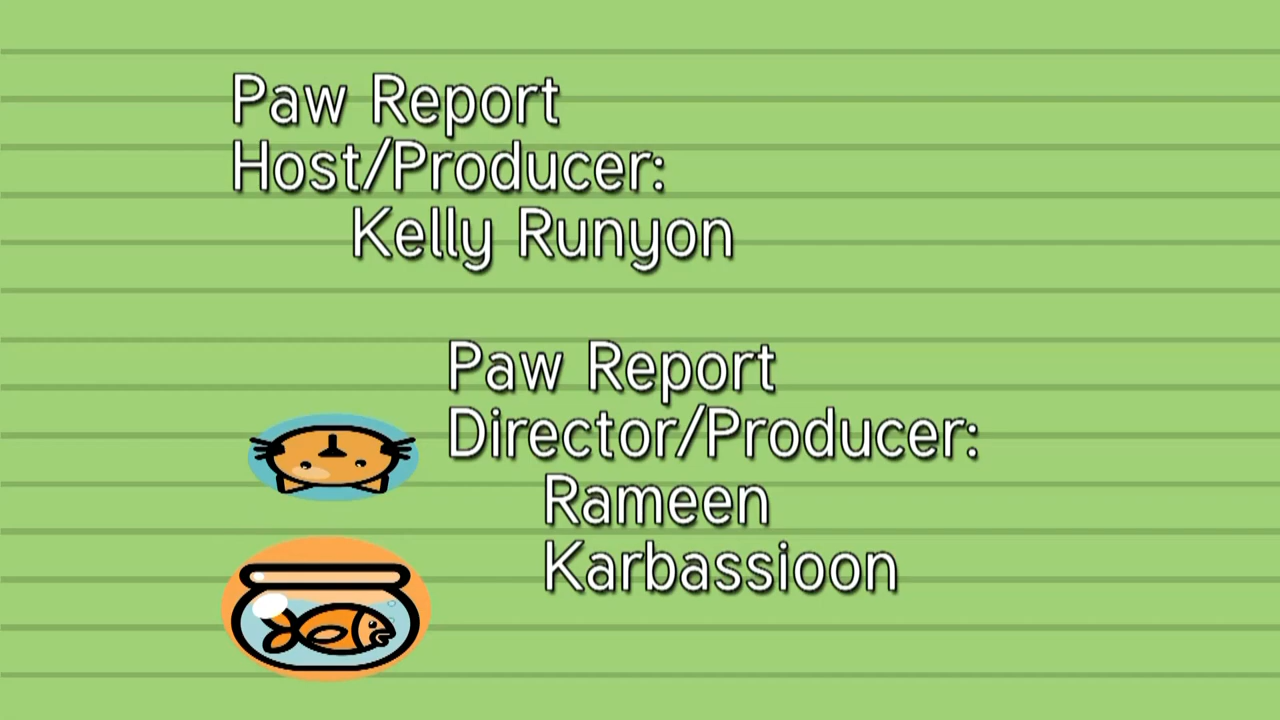 Paw Report
Host/Producer:
Kelly Runyon
Paw Report
Director/Producer:
Rameen
Karbassioon